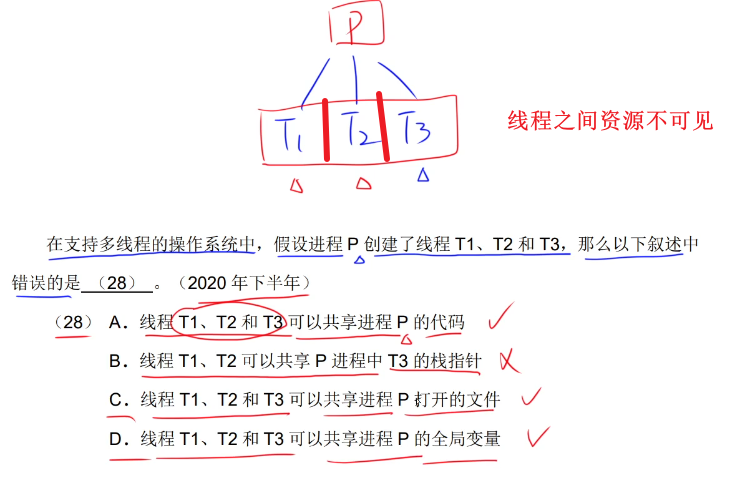 P
T1 T2 T3
线程之间资源不可见
在支持多线程的操作系统中，假设进程 P 创建了线程 T1、T2 和 T3，那么以下叙述中
错误的是 （28） 。（2020 年下半年）
（28） A．线程 T1、T2 和 T3 可以共享进程 P 的代码
B．线程 T1、T2 可以共享 P 进程中 T3 的栈指针
C．线程 T1、T2 和 T3 可以共享进程 P 打开的文件
D．线程 T1、T2 和 T3 可以共享进程 P 的全局变量